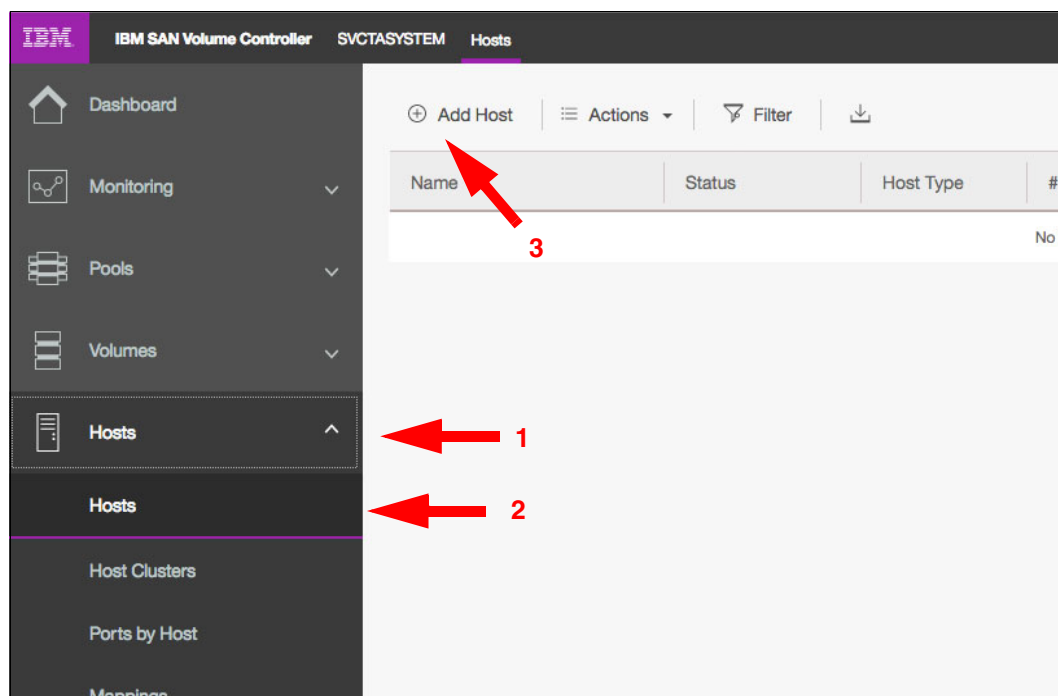 IBM IBM SAN Volume Controller SVCTASYSTEM Hosts
Dashboard
Add Host Actions Filter
Monitoring
Name Status Host Type #
3
No
Pools
Volumes
Hosts
1
Hosts
2
Host Clusters
Ports by Host
Mappings